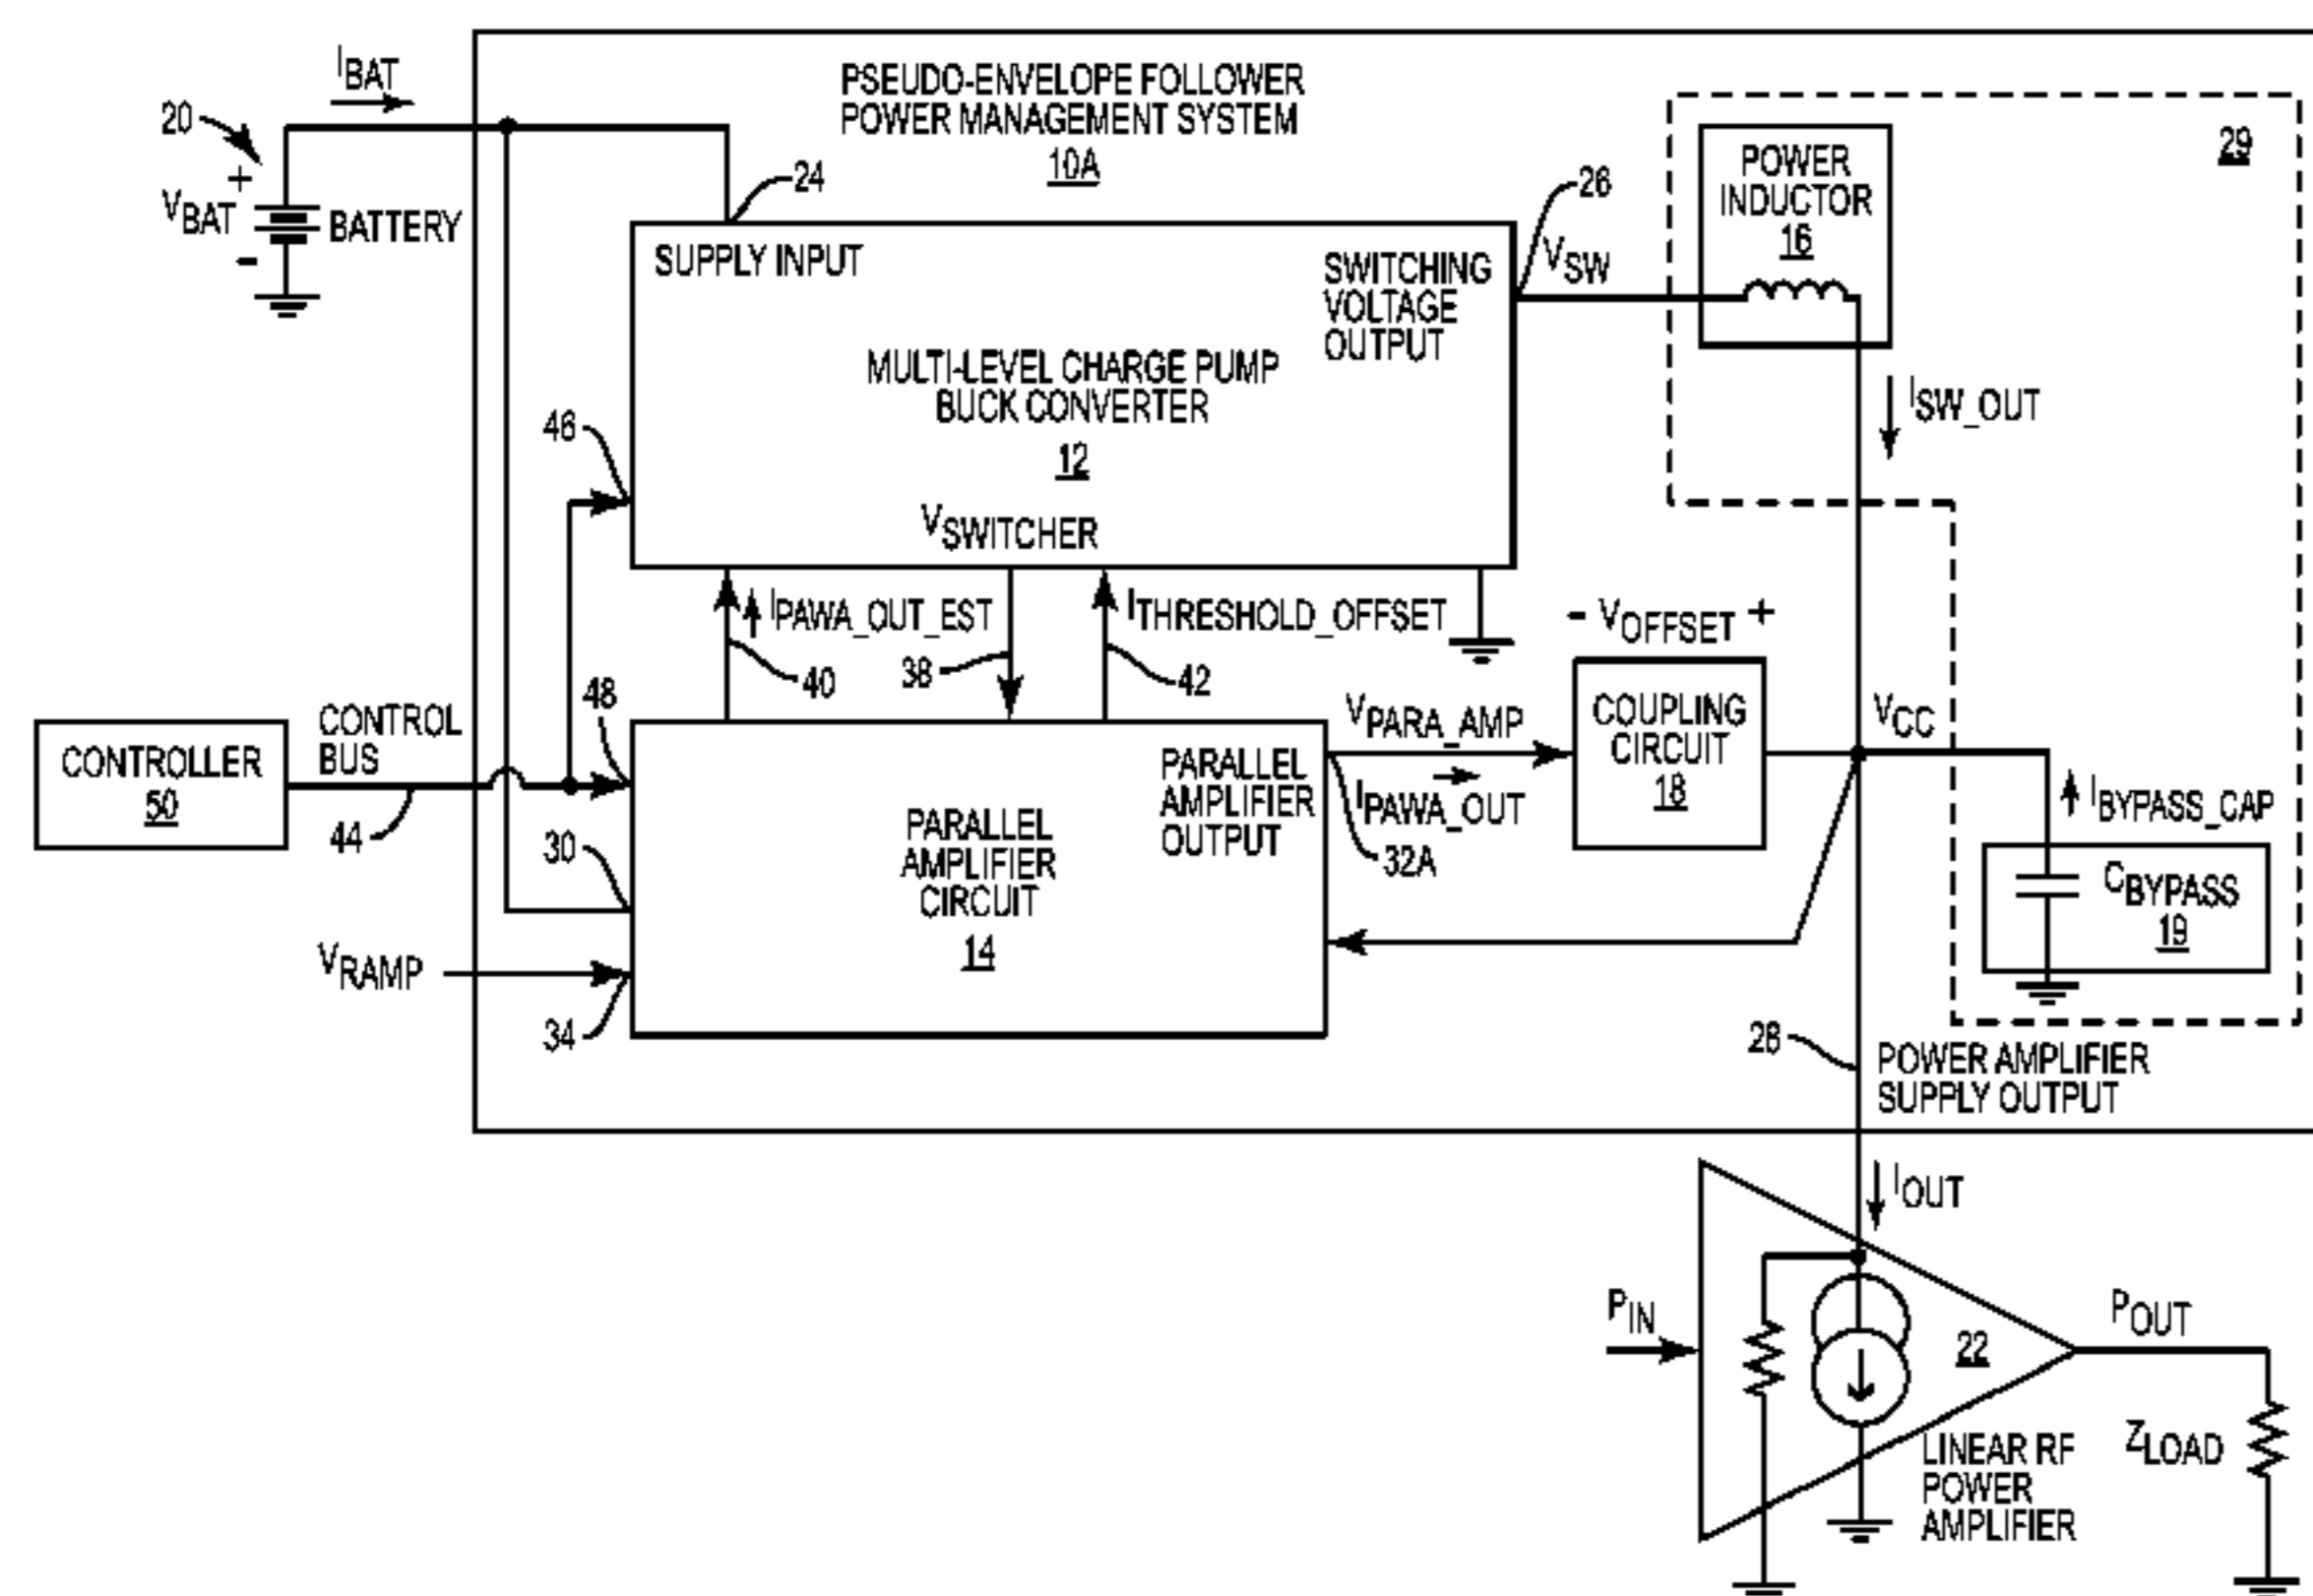 IBAT
20
+
VBAT
-
BATTERY
PSEUDO-ENVELOPE FOLLOWER
POWER MANAGEMENT SYSTEM
10A
24
SUPPLY INPUT
SWITCHING
VOLTAGE
OUTPUT
MULTI-LEVEL CHARGE PUMP
BUCK CONVERTER
12
VSWITCHER
26
VSW
POWER
INDUCTOR
16
29
ISW_OUT
46
IPAWA_OUT_EST
ITHRESHOLD_OFFSET
40
38
42
- VOFFSET +
48
CONTROLLER
50
CONTROL
BUS
44
30
VRAMP
34
PARALLEL
AMPLIFIER
CIRCUIT
14
PARALLEL
AMPLIFIER
OUTPUT
VPARA_AMP
IPAWA_OUT
32A
COUPLING
CIRCUIT
18
VCC
IBYPASS_CAP
CBYPASS
19
28
POWER AMPLIFIER
SUPPLY OUTPUT
IOUT
PIN
22
POUT
LINEAR RF
POWER
AMPLIFIER
ZLOAD